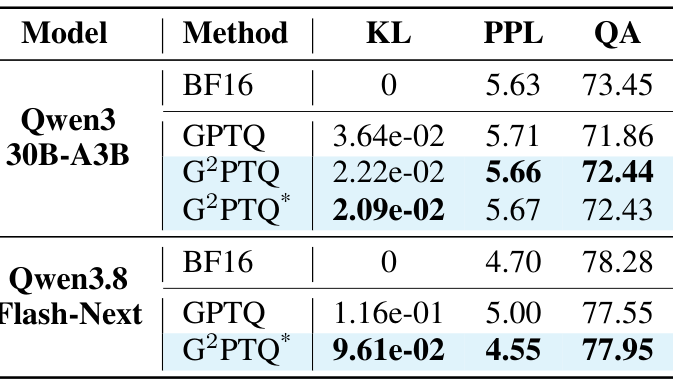 Model Method KL PPL QA
Qwen3 30B-A3B BF16 0 5.63 73.45
GPTQ 3.64e-02 5.71 71.86
G²PTQ 2.22e-02 5.66 72.44
G²PTQ* 2.09e-02 5.67 72.43
Qwen3.8 Flash-Next BF16 0 4.70 78.28
GPTQ 1.16e-01 5.00 77.55
G²PTQ* 9.61e-02 4.55 77.95